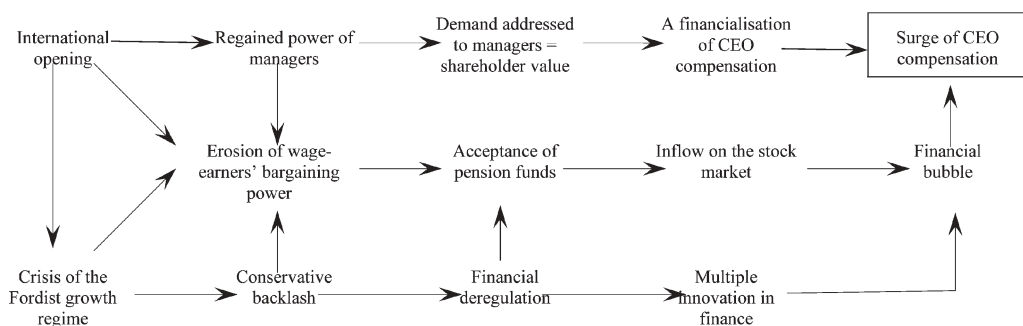 International
opening
Regained power of
managers
Demand addressed
to managers =
shareholder value
A financialisation
of CEO
compensation
Surge of CEO
compensation
Erosion of wage-
earners' bargaining
power
Acceptance of
pension funds
Inflow on the stock
market
Financial
bubble
Crisis of the
Fordist growth
regime
Conservative
backlash
Financial
deregulation
Multiple
innovation in
finance